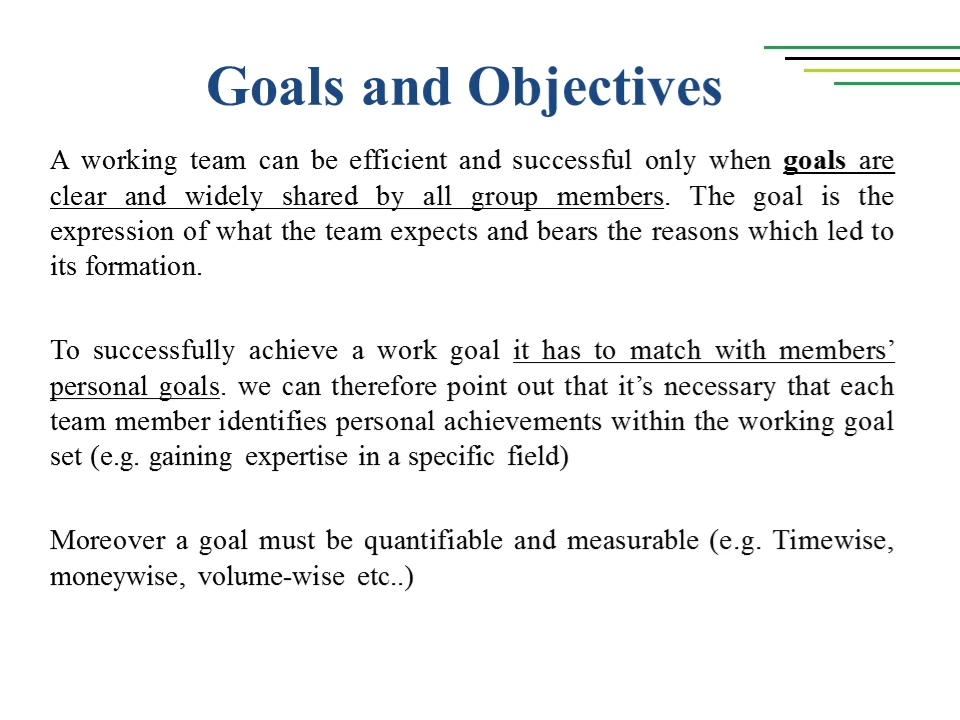 Goals and Objectives
A working team can be efficient and successful only when goals are
clear and widely shared by all group members. The goal is the
expression of what the team expects and bears the reasons which led to
its formation.
To successfully achieve a work goal it has to match with members’
personal goals. we can therefore point out that it’s necessary that each
team member identifies personal achievements within the working goal
set (e.g. gaining expertise in a specific field)
Moreover a goal must be quantifiable and measurable (e.g. Timewise,
moneywise, volume-wise etc..)